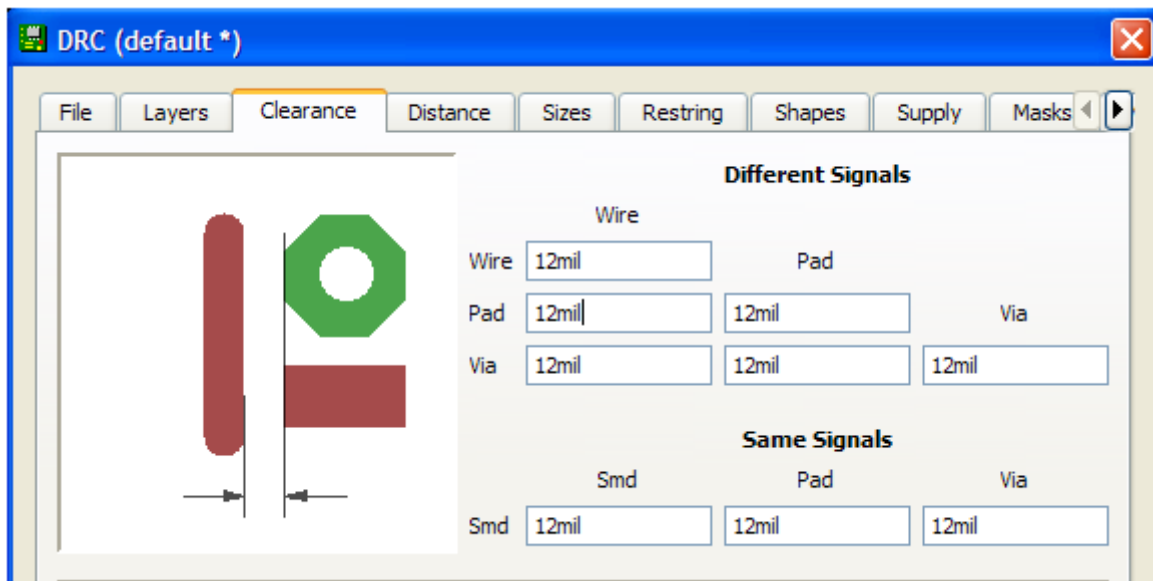 DRC (default *)
File Layers Clearance Distance Sizes Restring Shapes Supply Masks
Different Signals
Wire
Wire 12mil Pad
Pad 12mil 12mil Via
Via 12mil 12mil 12mil
Same Signals
Smd Pad Via
Smd 12mil 12mil 12mil